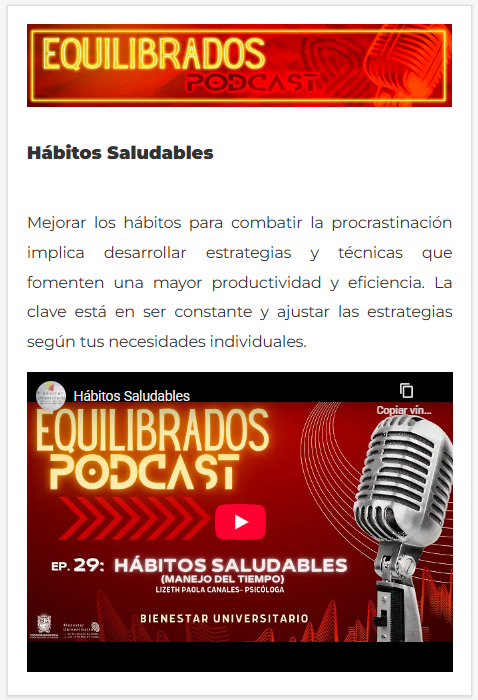 EQUILIBRADOS
PODCAST
Hábitos Saludables
Mejorar los hábitos para combatir la procrastinación
implica desarrollar estrategias y técnicas que
fomenten una mayor productividad y eficiencia. La
clave está en ser constante y ajustar las estrategias
según tus necesidades individuales.
Hábitos Saludables
Copiar vín...
EQUILIBRADOS
PODCAST
EP. 29: HÁBITOS SALUDABLES
(MANEJO DEL TIEMPO)
LIZETH PAOLA CANALES- PSICÓLOGA
BIENESTAR UNIVERSITARIO
Bienestar
Universitario